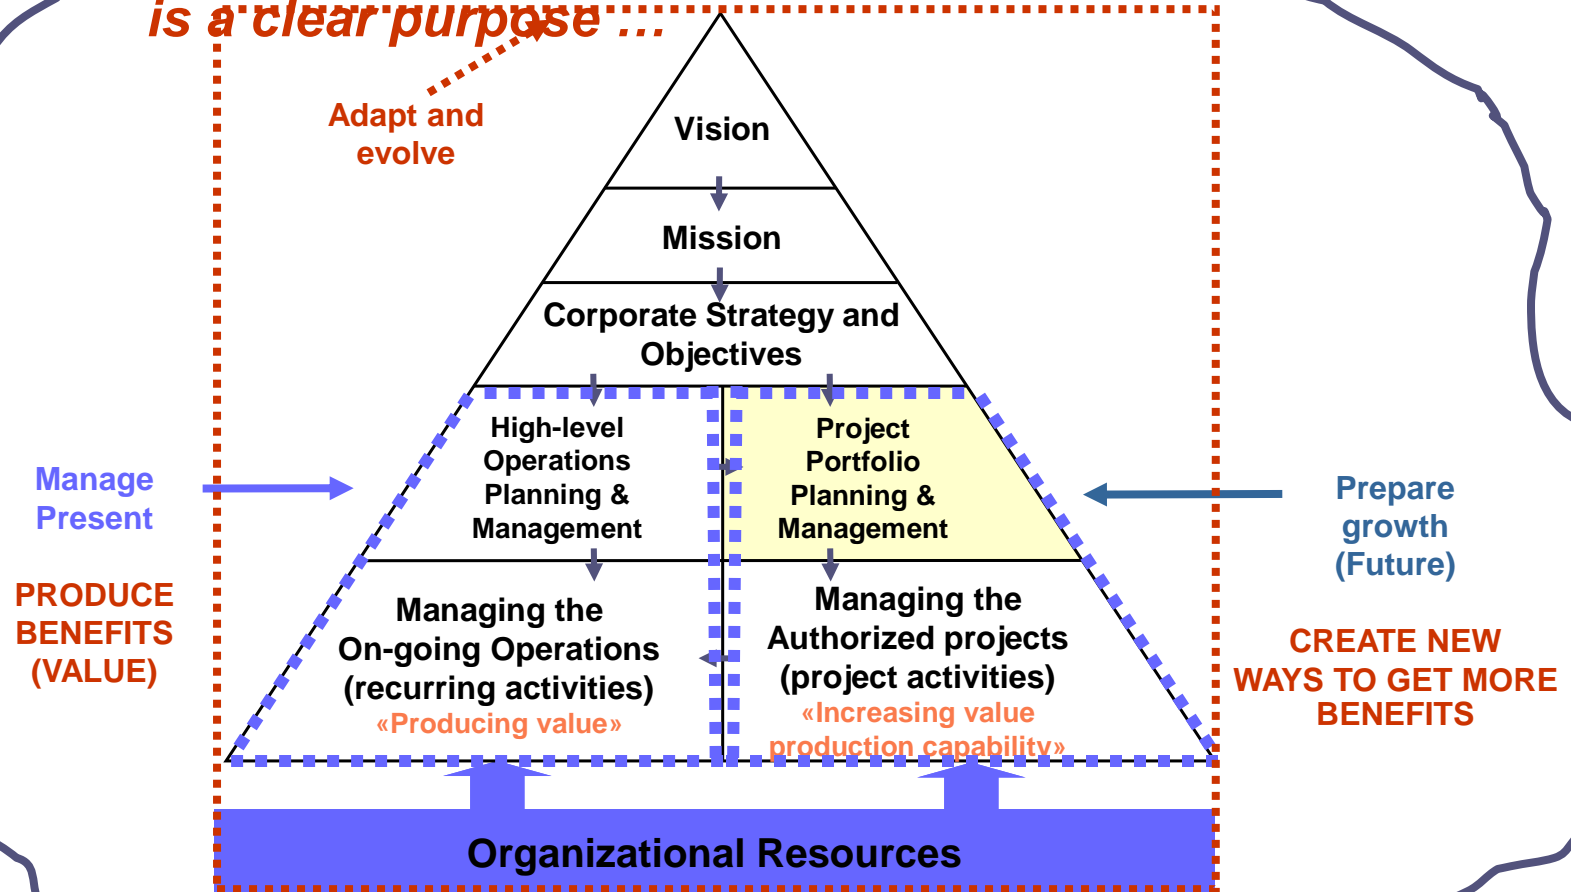 is a clear purpose …
Adapt and
evolve
Vision
Mission
Corporate Strategy and
Objectives
High-level
Operations
Planning &
Management
Project
Portfolio
Planning &
Management
Manage
Present
PRODUCE
BENEFITS
(VALUE)
Managing the
On-going Operations
(recurring activities)
«Producing value»
Managing the
Authorized projects
(project activities)
«Increasing value
production capability»
Prepare
growth
(Future)
CREATE NEW
WAYS TO GET MORE
BENEFITS
Organizational Resources